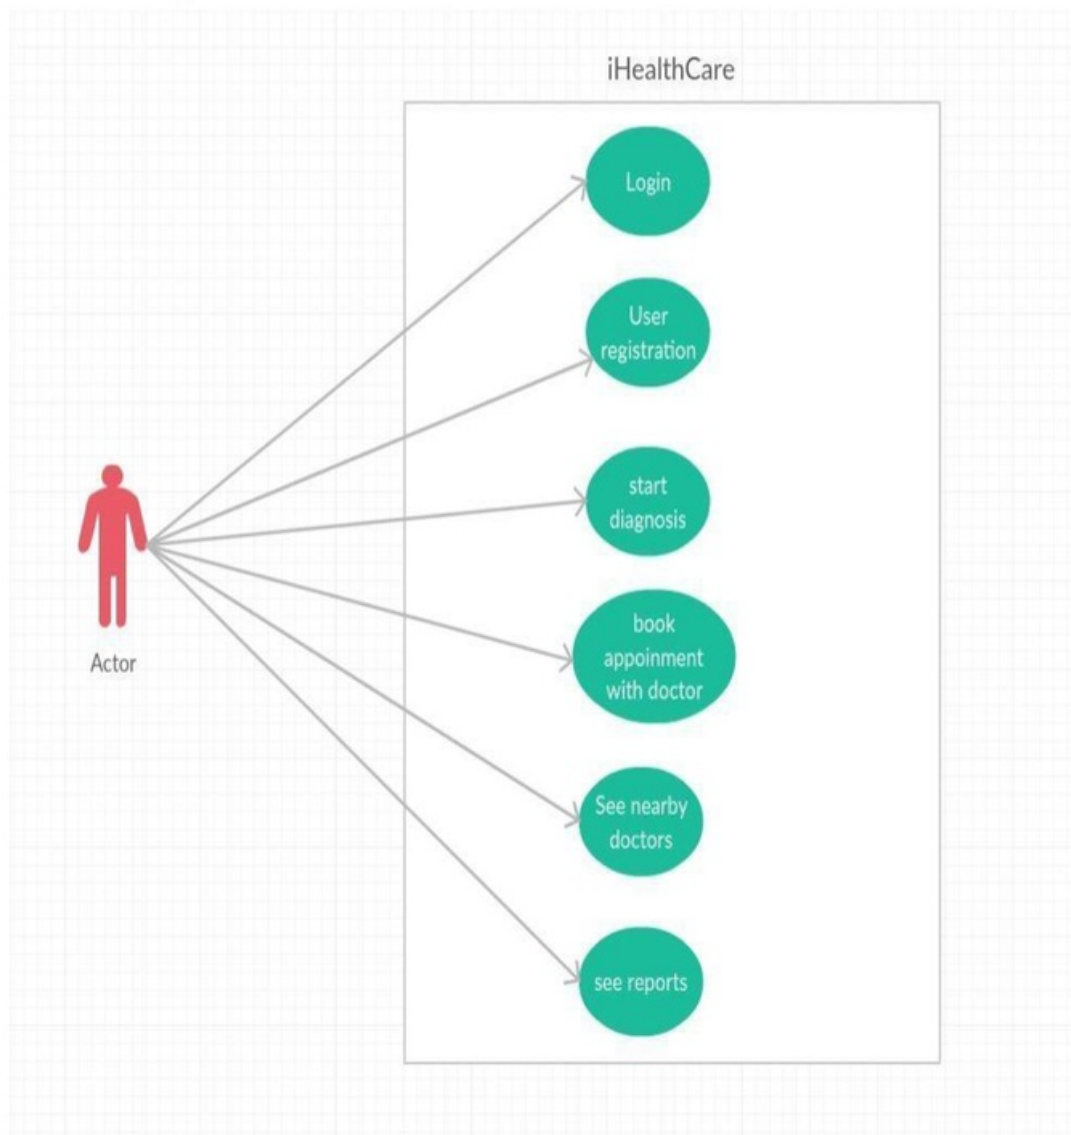 iHealthCare
Login
User
registration
start
diagnosis
book
appoinment
with doctor
Actor
See nearby
doctors
see reports